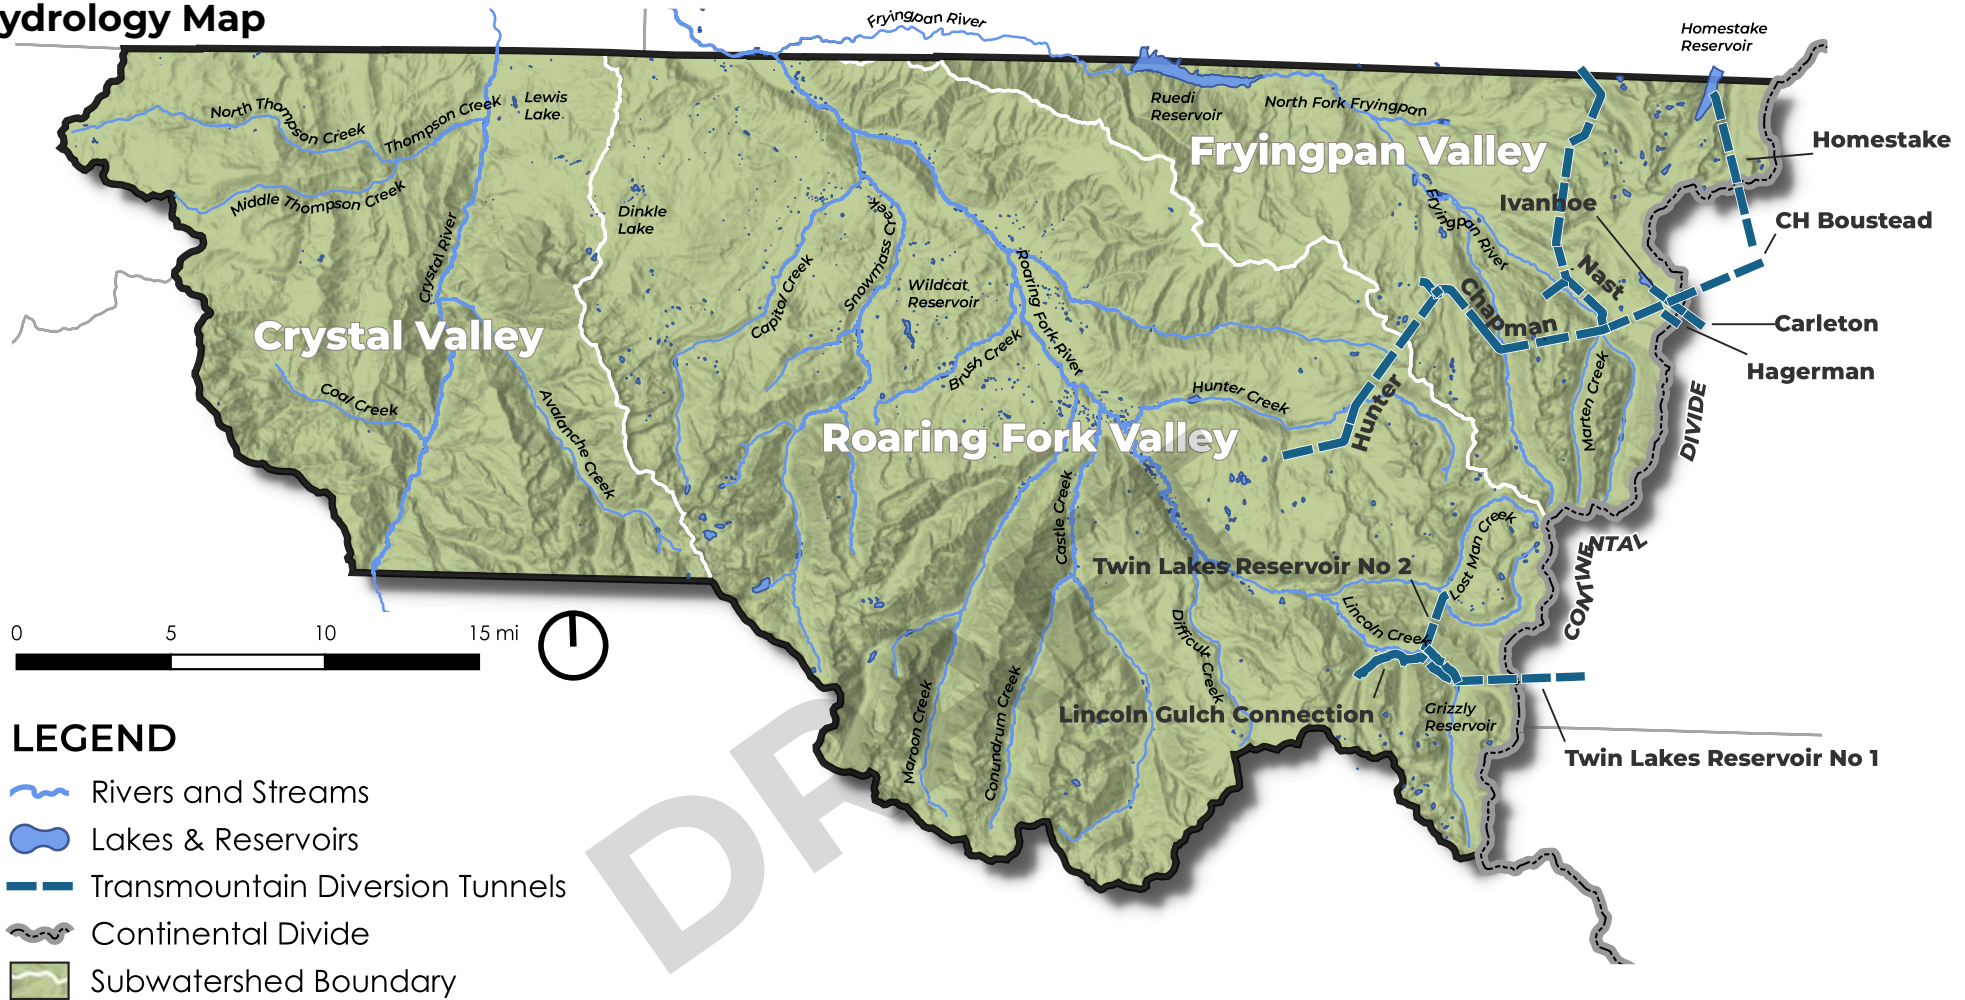 ydrology Map
Fryingpan River
Homestake
Reservoir
North Thompson Creek
Thompson Creek
Lewis
Lake
Ruedi
Reservoir
North Fork Fryingpan
Homestake
Fryingpan Valley
Middle Thompson Creek
Dinkle
Lake
Snowmass Creek
Ivanhoe
CH Boustead
Crystal River
Capitol Creek
Wildcat
Reservoir
Roaring Fork River
Fryingpan River
Nast
Chapman
Crystal Valley
Carleton
Brush Creek
Hagerman
Coal Creek
Avalanche Creek
Hunter Creek
Hunter
Marten Creek
DIVIDE
Roaring Fork Valley
Castle Creek
Lost Man Creek
CONTINENTAL
Twin Lakes Reservoir No 2
Lincoln Creek
Difficult Creek
0 5 10 15 mi
Maroon Creek
Conundrum Creek
Lincoln Gulch Connection
Grizzly
Reservoir
Twin Lakes Reservoir No 1
LEGEND
Rivers and Streams
Lakes & Reservoirs
Transmountain Diversion Tunnels
Continental Divide
Subwatershed Boundary